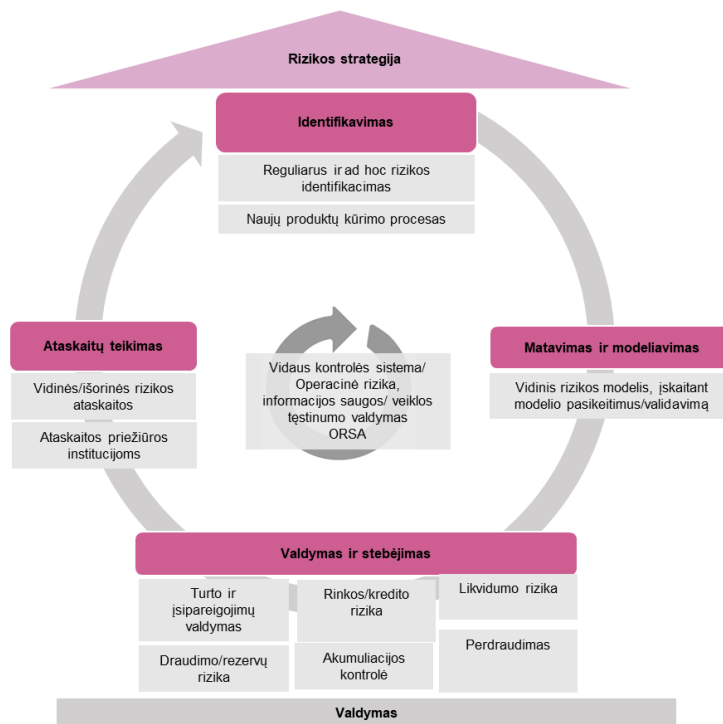 Rizikos strategija
Identifikavimas
Reguliarus ir ad hoc rizikos
identifikacimas
Naujų produktų kūrimo procesas
Ataskaitų teikimas
Vidinės/išorinės rizikos
ataskaitos
Ataskaitos priežiūros
institucijoms
Vidaus kontrolės sistema/
Operacinė rizika,
informacijos saugos/ veiklos
tęstinumo valdymas
ORSA
Matavimas ir modeliavimas
Vidinis rizikos modelis, įskaitant
modelio pasikeitimus/validavimą
Valdymas ir stebėjimas
Turto ir
įsipareigojimų
valdymas
Rinkos/kredito
rizika
Likvidumo rizika
Draudimo/rezervų
rizika
Akumuliacijos
kontrolė
Perdraudimas
Valdymas